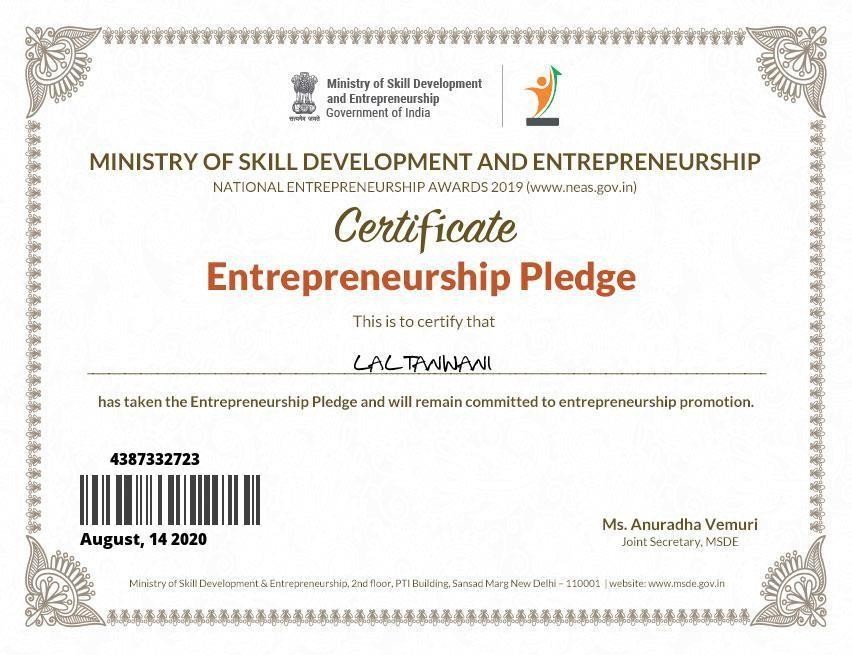 Ministry of Skill Development
and Entrepreneurship
Government of India
सत्यमेव जयते
MINISTRY OF SKILL DEVELOPMENT AND ENTREPRENEURSHIP
NATIONAL ENTREPRENEURSHIP AWARDS 2019 (www.neas.gov.in)
Certificate
Entrepreneurship Pledge
This is to certify that
LAL TANWANI
has taken the Entrepreneurship Pledge and will remain committed to entrepreneurship promotion.
4387332723
August, 14 2020
Ms. Anuradha Vemuri
Joint Secretary, MSDE
Ministry of Skill Development & Entrepreneurship, 2nd floor, PTI Building, Sansad Marg New Delhi – 110001 | website: www.msde.gov.in